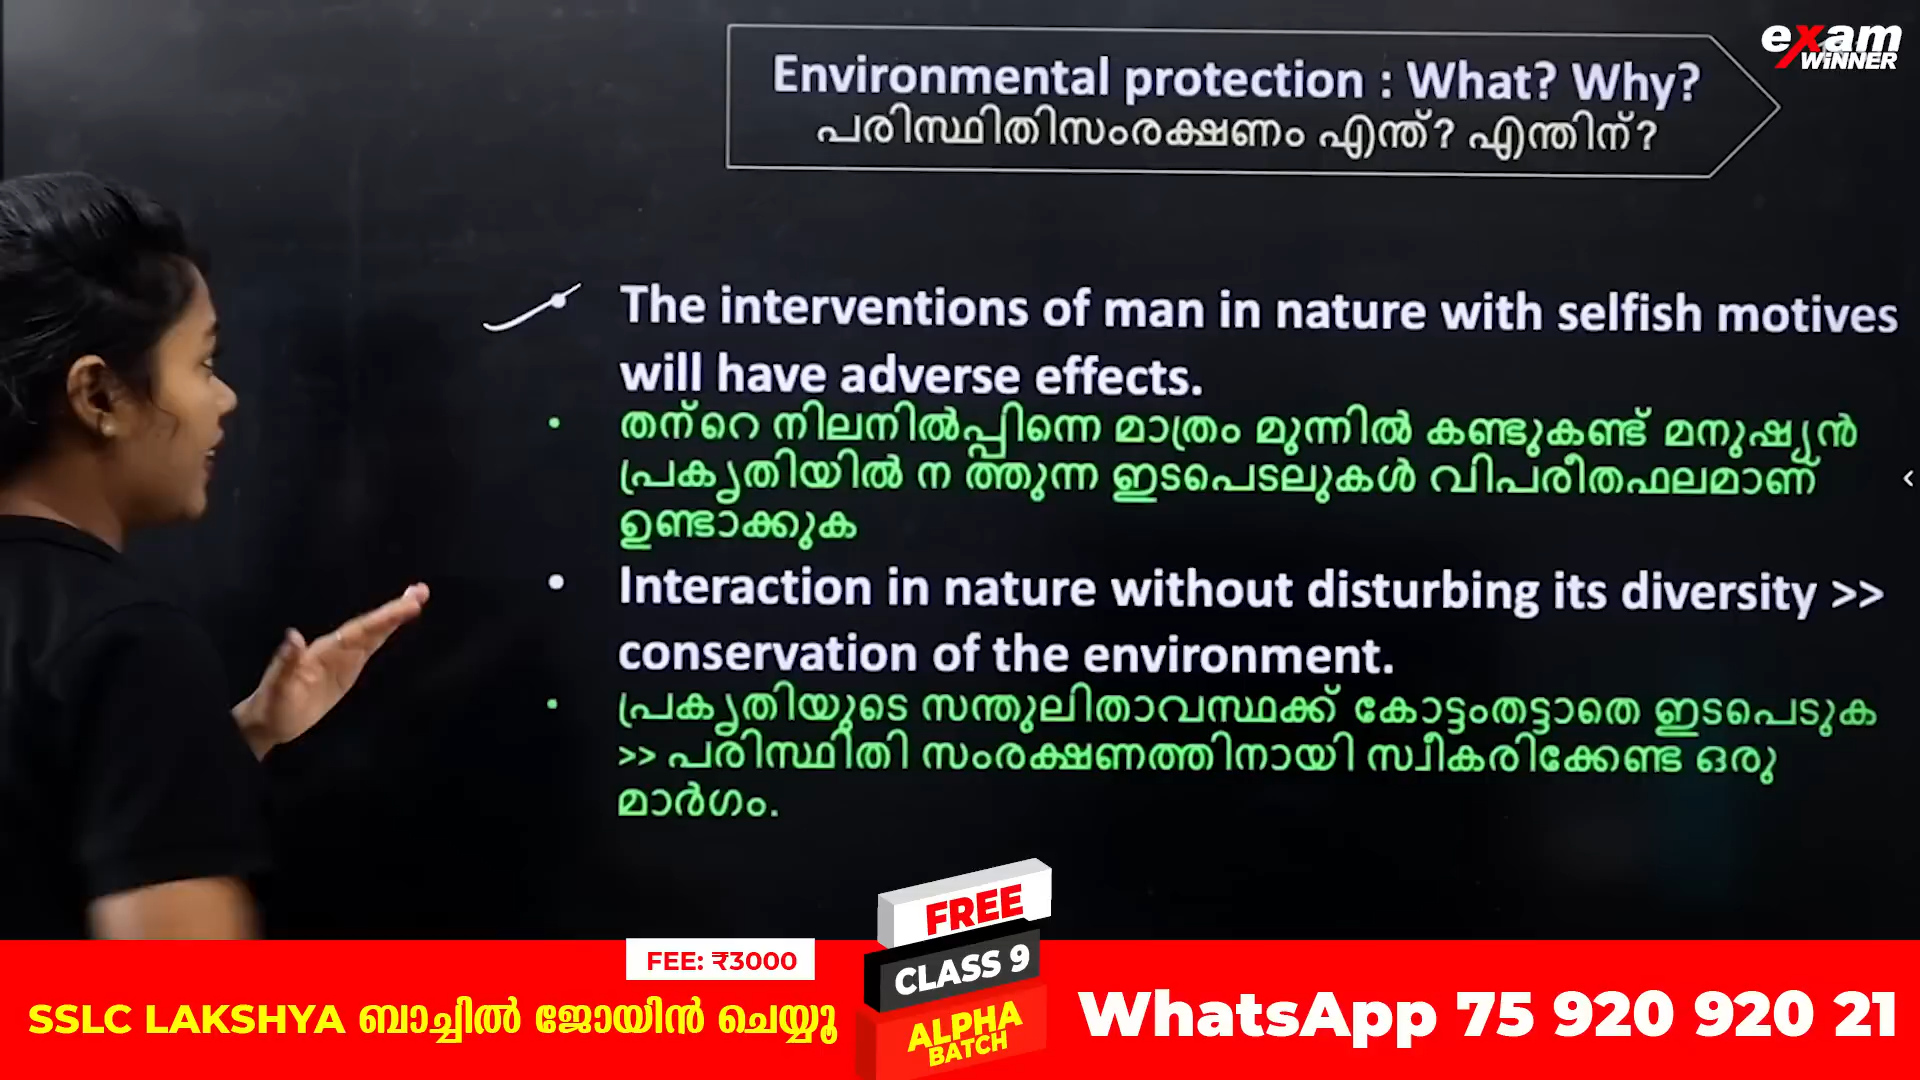 exam
WINNER
Environmental protection : What? Why?
പരിസ്ഥിതിസംരക്ഷണം എന്ത്? എന്തിന്?
• The interventions of man in nature with selfish motives
will have adverse effects.
• തന്റെ നിലനിൽപ്പിന്നെ മാത്രം മുന്നിൽ കണ്ടുകണ്ട് മനുഷ്യൻ
പ്രകൃതിയിൽ ന ത്തുന്ന ഇടപെടലുകൾ വിപരീതഫലമാണ്
ഉണ്ടാക്കുക
• Interaction in nature without disturbing its diversity >>
conservation of the environment.
• പ്രകൃതിയുടെ സന്തുലിതാവസ്ഥക്ക് കോട്ടംതട്ടാതെ ഇടപെടുക
>> പരിസ്ഥിതി സംരക്ഷണത്തിനായി സ്വീകരിക്കേണ്ട ഒരു
മാർഗം.
FEE: ₹3000
SSLC LAKSHYA ബാച്ചിൽ ജോയിൻ ചെയ്യൂ
FREE
CLASS 9
ALPHA
BATCH
WhatsApp 75 920 920 21